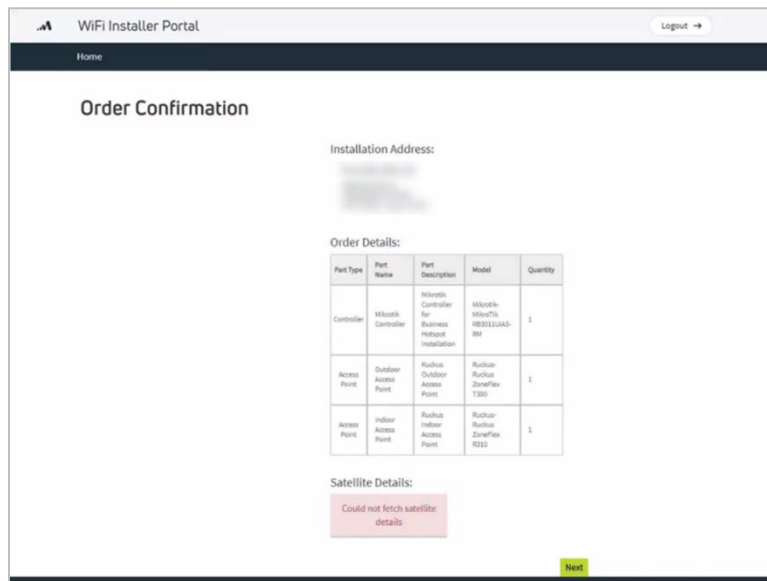 WiFi Installer Portal
Logout →
Home
Order Confirmation
Installation Address:
Order Details:
Part Type
Part
Name
Part
Description
Model
Quantity
Controller
Mikrotik
Controller
Mikrotik
Controller
for
Business
Hotspot
Installation
Mikrotik-
MikroTik
RB3011UiAS-
RM
1
Access
Point
Outdoor
Access
Point
Ruckus
Outdoor
Access
Point
Ruckus-
Ruckus
ZoneFlex
T300
1
Access
Point
Indoor
Access
Point
Ruckus
Indoor
Access
Point
Ruckus-
Ruckus
ZoneFlex
R310
1
Satellite Details:
Could not fetch satellite
details
Next